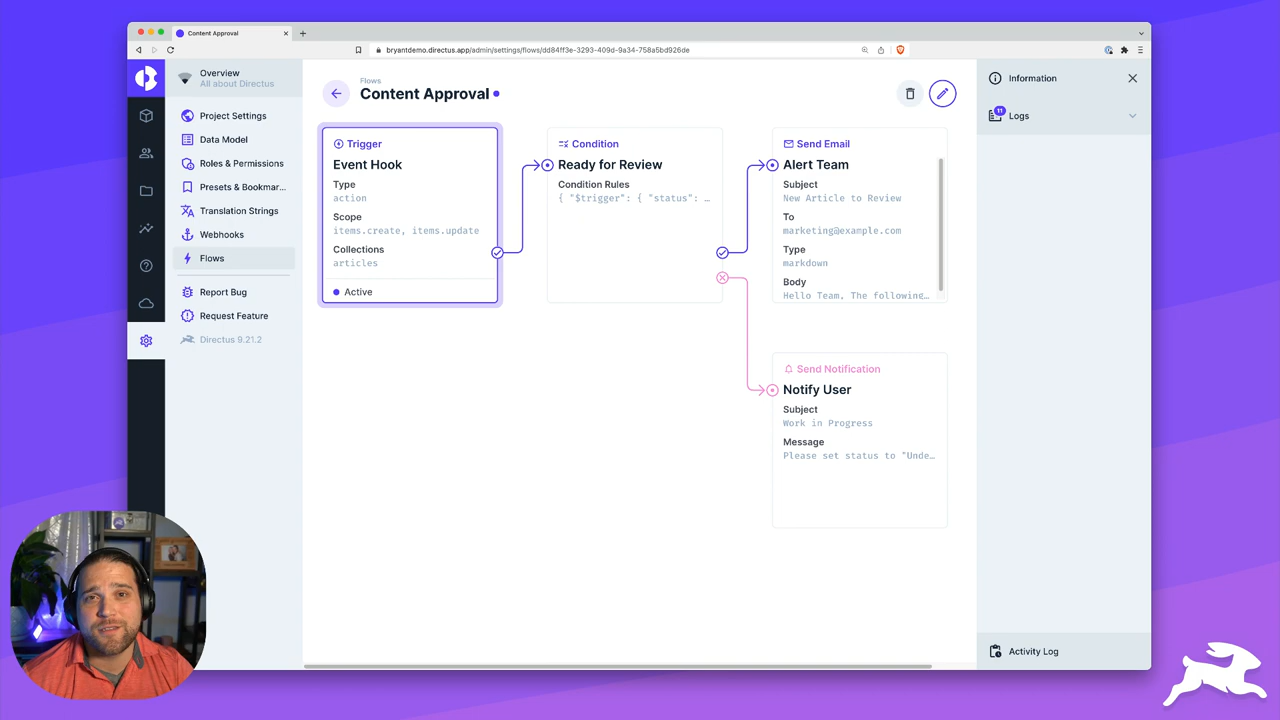 Content Approval
bryantdemo.directus.app/admin/settings/flows/dd84ff3e-3293-409d-9a34-758a5bd926de
Overview
All about Directus
Project Settings
Data Model
Roles & Permissions
Presets & Bookmar...
Translation Strings
Webhooks
Flows
Report Bug
Request Feature
Directus 9.21.2
Flows
Content Approval
Trigger
Event Hook
Type
action
Scope
items.create, items.update
Collections
articles
Active
Condition
Ready for Review
Condition Rules
{ "$trigger": { "status": …
Send Email
Alert Team
Subject
New Article to Review
To
marketing@example.com
Type
markdown
Body
Hello Team, The following…
Send Notification
Notify User
Subject
Work in Progress
Message
Please set status to "Unde…
Information
11
Logs
Activity Log